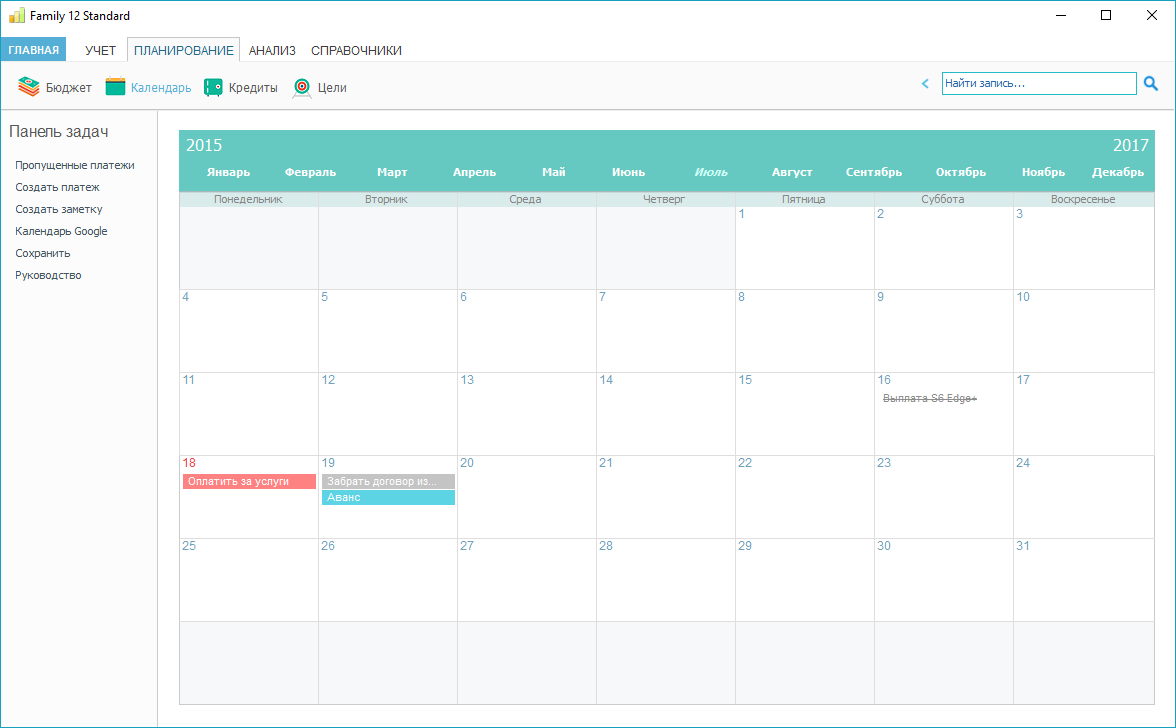 Family 12 Standard
ГЛАВНАЯ УЧЕТ ПЛАНИРОВАНИЕ АНАЛИЗ СПРАВОЧНИКИ
Бюджет Календарь Кредиты Цели Найти запись...
Панель задач
Пропущенные платежи
Создать платеж
Создать заметку
Календарь Google
Сохранить
Руководство
2015 2017
Январь Февраль Март Апрель Май Июнь Июль Август Сентябрь Октябрь Ноябрь Декабрь
Понедельник Вторник Среда Четверг Пятница Суббота Воскресенье
1 2 3
4 5 6 7 8 9 10
11 12 13 14 15 16 17
Выплата S6 Edge+
18 19 20 21 22 23 24
Оплатить за услуги Забрать договор из...
Аванс
25 26 27 28 29 30 31